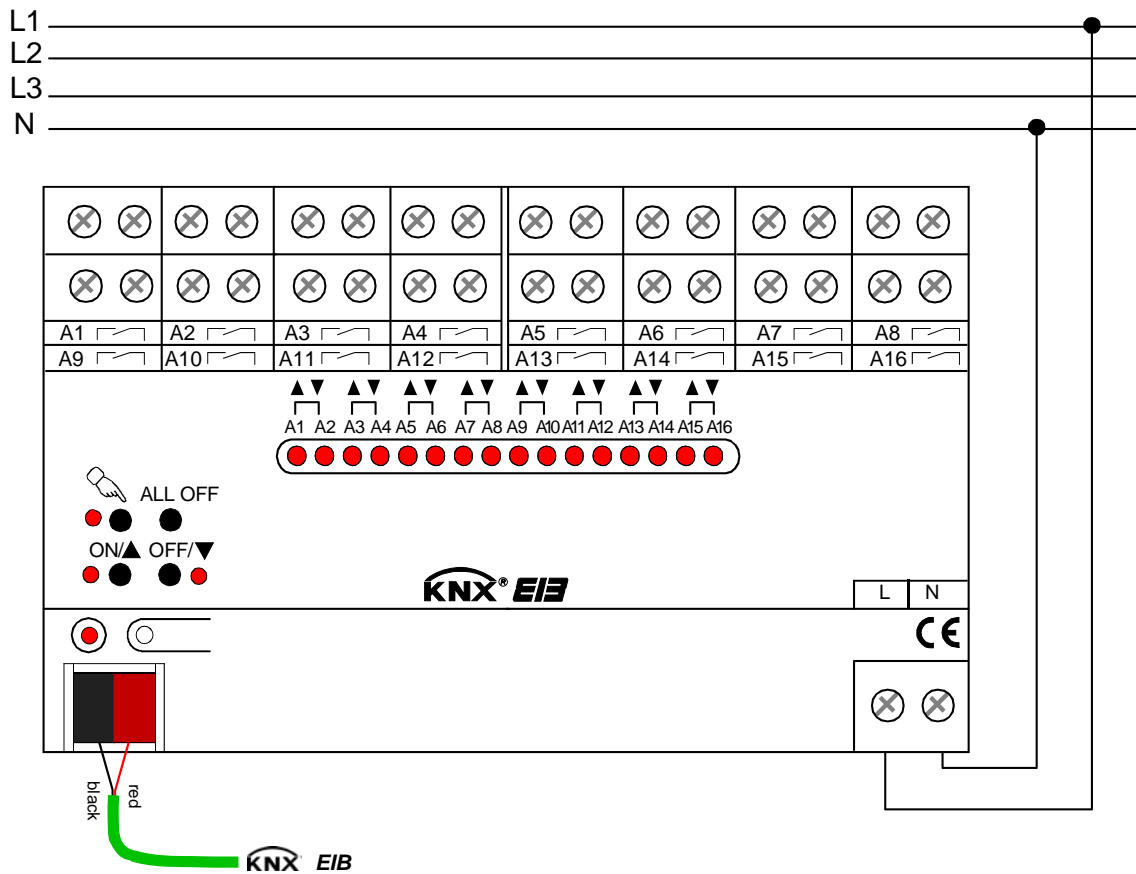 L1
L2
L3
N
A1 A2 A3 A4 A5 A6 A7 A8
A9 A10 A11 A12 A13 A14 A15 A16
▲ ▼ ▲ ▼ ▲ ▼ ▲ ▼ ▲ ▼ ▲ ▼ ▲ ▼ ▲ ▼
A1 A2 A3 A4 A5 A6 A7 A8 A9 A10 A11 A12 A13 A14 A15 A16
ALL OFF
ON/▲ OFF/▼
KNX® EIB
L N
CE
black
red
KNX EIB